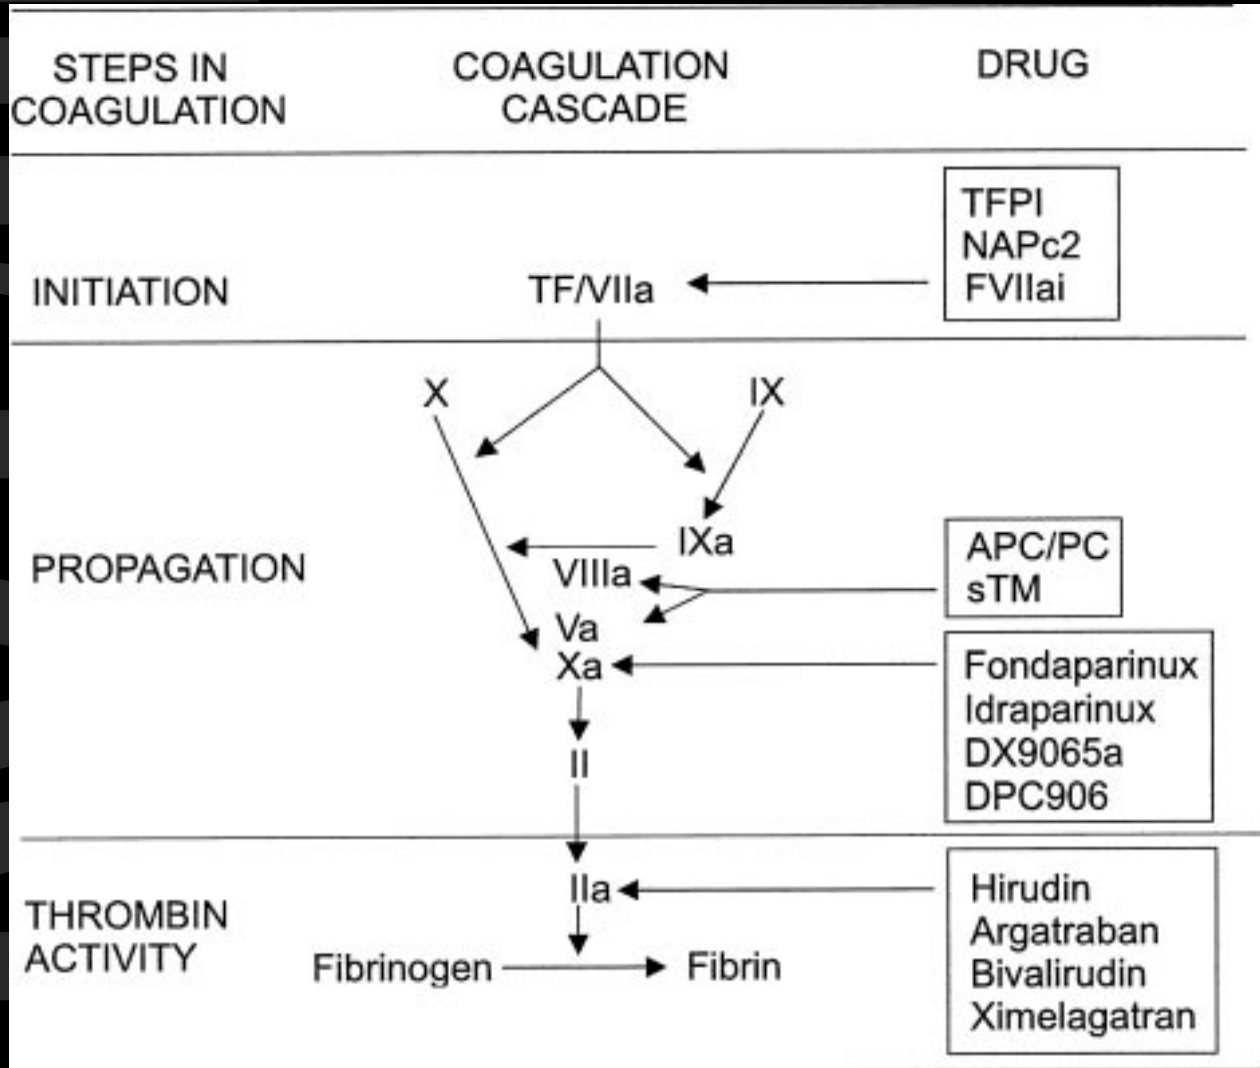 STEPS IN
COAGULATION
COAGULATION
CASCADE
DRUG
INITIATION
TF/VIIa
TFPI
NAPc2
FVIIai
PROPAGATION
X
IX
IXa
VIIIa
Va
Xa
II
APC/PC
sTM
Fondaparinux
Idraparinux
DX9065a
DPC906
THROMBIN
ACTIVITY
IIa
Fibrinogen
Fibrin
Hirudin
Argatraban
Bivalirudin
Ximelagatran